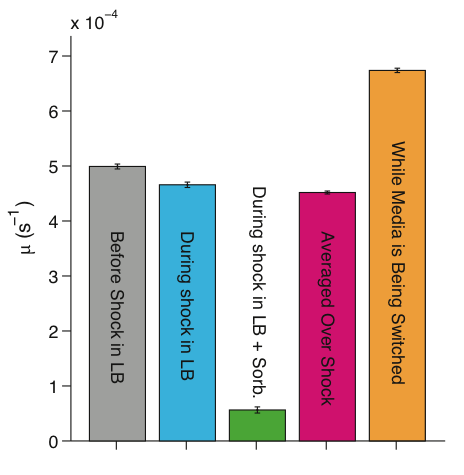 x 10⁻⁴
7
6
5
4
3
2
1
0
μ (s⁻¹)
Before Shock in LB
During shock in LB
During shock in LB + Sorb.
Averaged Over Shock
While Media is Being Switched